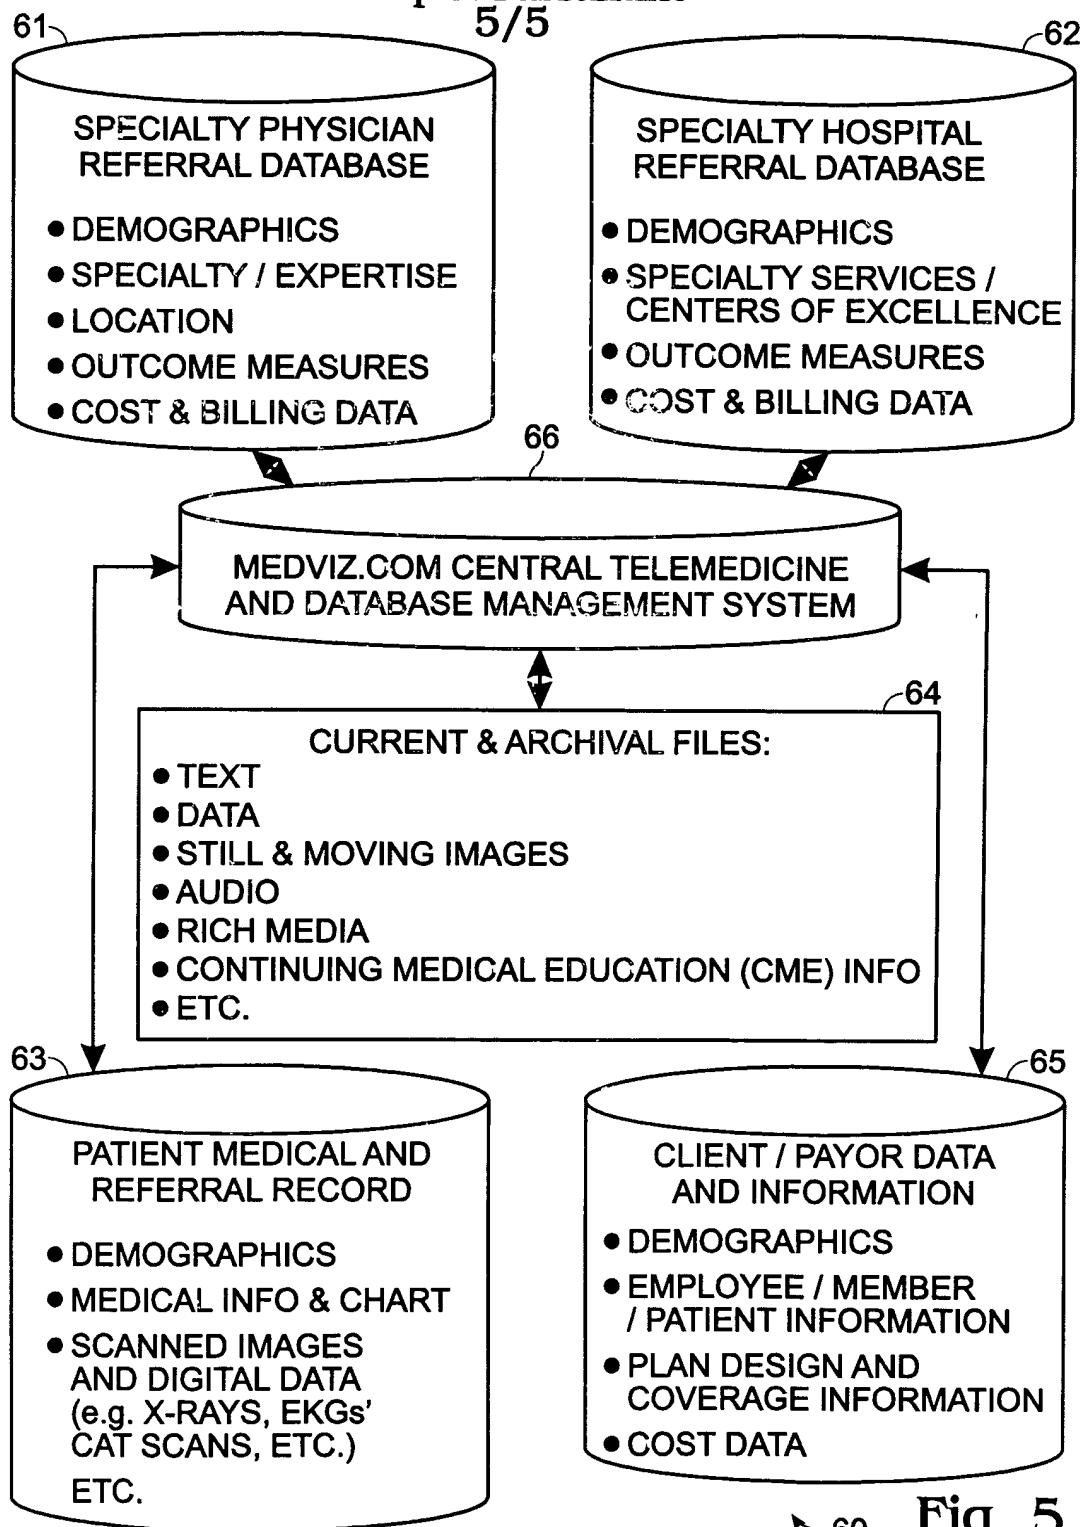 5/5
61
62
SPECIALTY PHYSICIAN
REFERRAL DATABASE
● DEMOGRAPHICS
● SPECIALTY / EXPERTISE
● LOCATION
● OUTCOME MEASURES
● COST & BILLING DATA
SPECIALTY HOSPITAL
REFERRAL DATABASE
● DEMOGRAPHICS
● SPECIALTY SERVICES /
CENTERS OF EXCELLENCE
● OUTCOME MEASURES
● COST & BILLING DATA
66
MEDVIZ.COM CENTRAL TELEMEDICINE
AND DATABASE MANAGEMENT SYSTEM
64
CURRENT & ARCHIVAL FILES:
● TEXT
● DATA
● STILL & MOVING IMAGES
● AUDIO
● RICH MEDIA
● CONTINUING MEDICAL EDUCATION (CME) INFO
● ETC.
63
PATIENT MEDICAL AND
REFERRAL RECORD
● DEMOGRAPHICS
● MEDICAL INFO & CHART
● SCANNED IMAGES
AND DIGITAL DATA
(e.g. X-RAYS, EKGs'
CAT SCANS, ETC.)
ETC.
65
CLIENT / PAYOR DATA
AND INFORMATION
● DEMOGRAPHICS
● EMPLOYEE / MEMBER
/ PATIENT INFORMATION
● PLAN DESIGN AND
COVERAGE INFORMATION
● COST DATA
60
Fig. 5